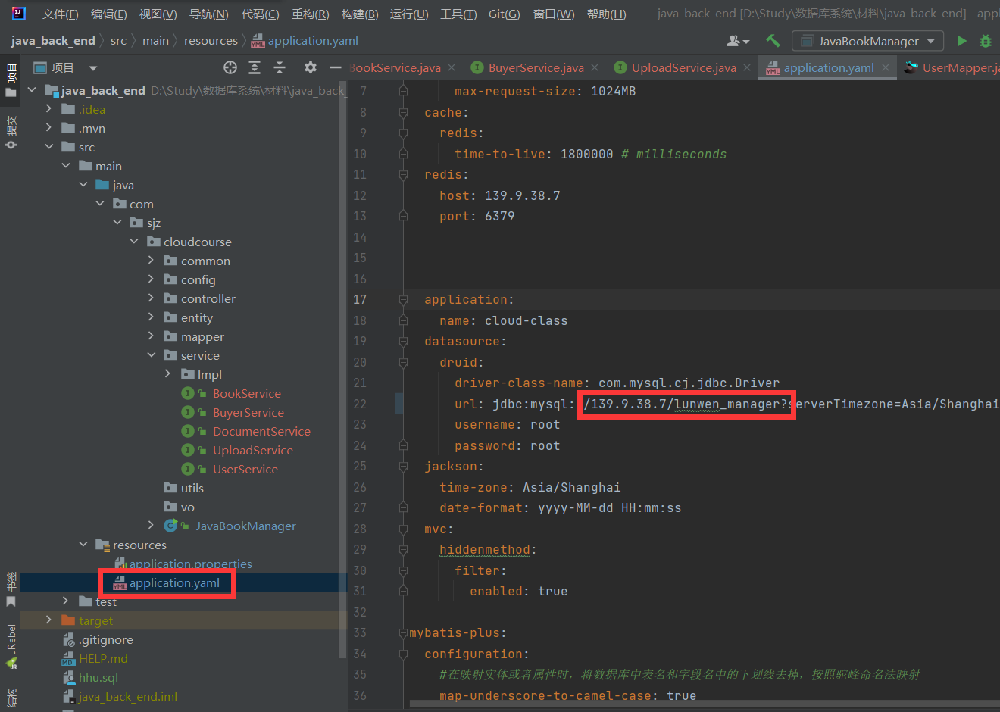 文件(F) 编辑(E) 视图(V) 导航(N) 代码(C) 重构(R) 构建(B) 运行(U) 工具(T) Git(G) 窗口(W) 帮助(H) java_back_end [D:\Study\数据库系统\材料\java_back_end] - appl
java_back_end src main resources application.yaml JavaBookManager
项目 BookService.java BuyerService.java UploadService.java application.yaml UserMapper.ja
项目
提交
书签
JRebel
结构
java_back_end D:\Study\数据库系统\材料\java_back_
.idea
.mvn
src
main
java
com
sjz
cloudcourse
common
config
controller
entity
mapper
service
Impl
BookService
BuyerService
DocumentService
UploadService
UserService
utils
vo
JavaBookManager
resources
application.properties
application.yaml
test
target
.gitignore
HELP.md
hhu.sql
java_back_end.iml
7 max-request-size: 1024MB
8 cache:
9 redis:
10 time-to-live: 1800000 # milliseconds
11 redis:
12 host: 139.9.38.7
13 port: 6379
14
15
16
17 application:
18 name: cloud-class
19 datasource:
20 druid:
21 driver-class-name: com.mysql.cj.jdbc.Driver
22 url: jdbc:mysql://139.9.38.7/lunwen_manager?serverTimezone=Asia/Shanghai
23 username: root
24 password: root
25 jackson:
26 time-zone: Asia/Shanghai
27 date-format: yyyy-MM-dd HH:mm:ss
28 mvc:
29 hiddenmethod:
30 filter:
31 enabled: true
32
33 mybatis-plus:
34 configuration:
35 #在映射实体或者属性时，将数据库中表名和字段名中的下划线去掉，按照驼峰命名法映射
36 map-underscore-to-camel-case: true